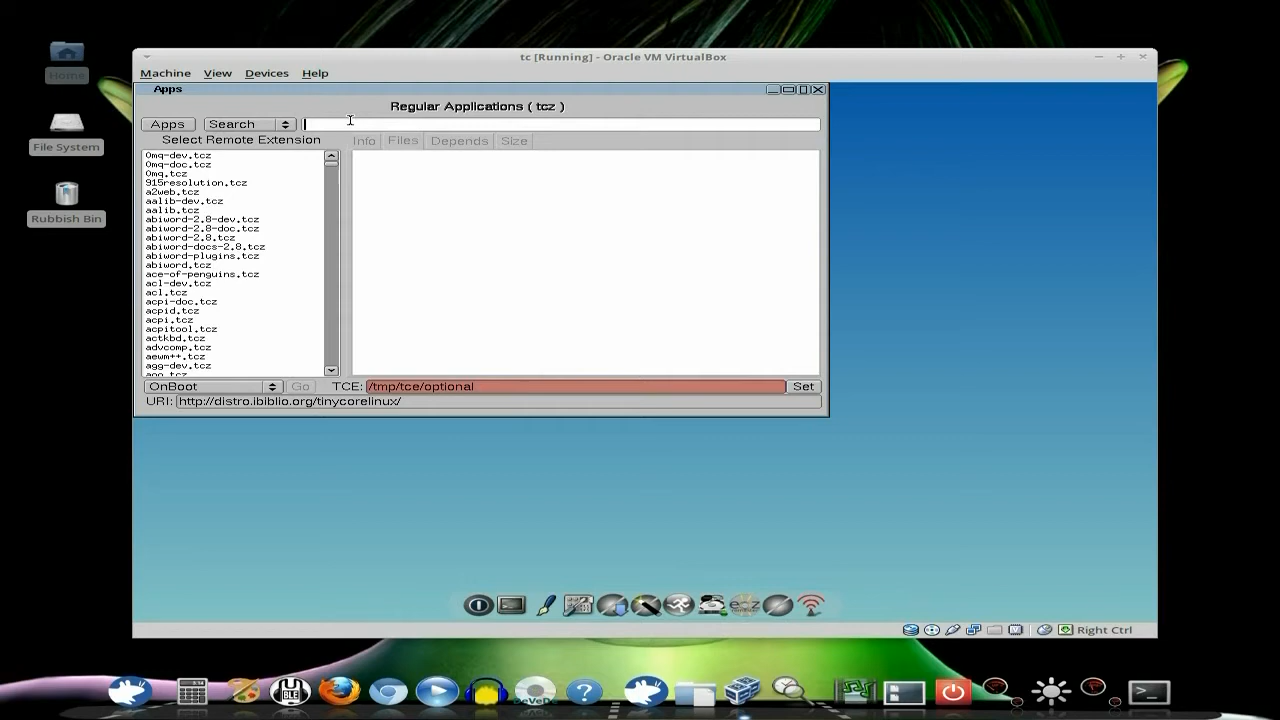 tc [Running] - Oracle VM VirtualBox
Machine View Devices Help
Apps
Regular Applications ( tcz )
Apps Search
Select Remote Extension Info Files Depends Size
0mq-dev.tcz
0mq-doc.tcz
0mq.tcz
915resolution.tcz
a2web.tcz
aalib-dev.tcz
aalib.tcz
abiword-2.8-dev.tcz
abiword-2.8-doc.tcz
abiword-2.8.tcz
abiword-docs-2.8.tcz
abiword-plugins.tcz
abiword.tcz
ace-of-penguins.tcz
acl-dev.tcz
acl.tcz
acpi-doc.tcz
acpid.tcz
acpi.tcz
acpitool.tcz
actkbd.tcz
advcomp.tcz
aewm++.tcz
agg-dev.tcz
OnBoot Go TCE: /tmp/tce/optional Set
URI: http://distro.ibiblio.org/tinycorelinux/
Right Ctrl
Home
File System
Rubbish Bin
BLE
DeVeDe